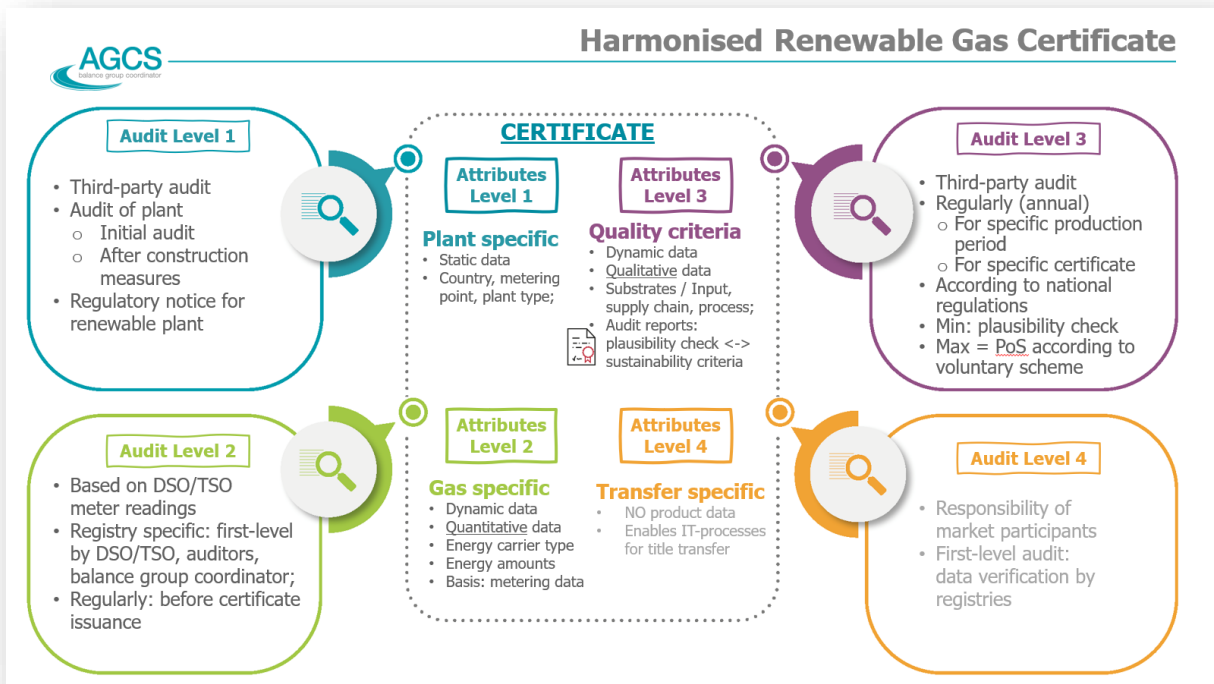 Harmonised Renewable Gas Certificate
AGCS
balance group coordinator
Audit Level 1
• Third-party audit
• Audit of plant
o Initial audit
o After construction
measures
• Regulatory notice for
renewable plant
CERTIFICATE
Attributes
Level 1
Plant specific
• Static data
• Country, metering
point, plant type;
Attributes
Level 3
Quality criteria
• Dynamic data
• Qualitative data
• Substrates / Input,
supply chain, process;
• Audit reports:
plausibility check <->
sustainability criteria
Audit Level 3
• Third-party audit
• Regularly (annual)
o For specific production
period
o For specific certificate
• According to national
regulations
• Min: plausibility check
• Max = PoS according to
voluntary scheme
Audit Level 2
• Based on DSO/TSO
meter readings
• Registry specific: first-level
by DSO/TSO, auditors,
balance group coordinator;
• Regularly: before certificate
issuance
Attributes
Level 2
Gas specific
• Dynamic data
• Quantitative data
• Energy carrier type
• Energy amounts
• Basis: metering data
Attributes
Level 4
Transfer specific
• NO product data
• Enables IT-processes
for title transfer
Audit Level 4
• Responsibility of
market participants
• First-level audit:
data verification by
registries